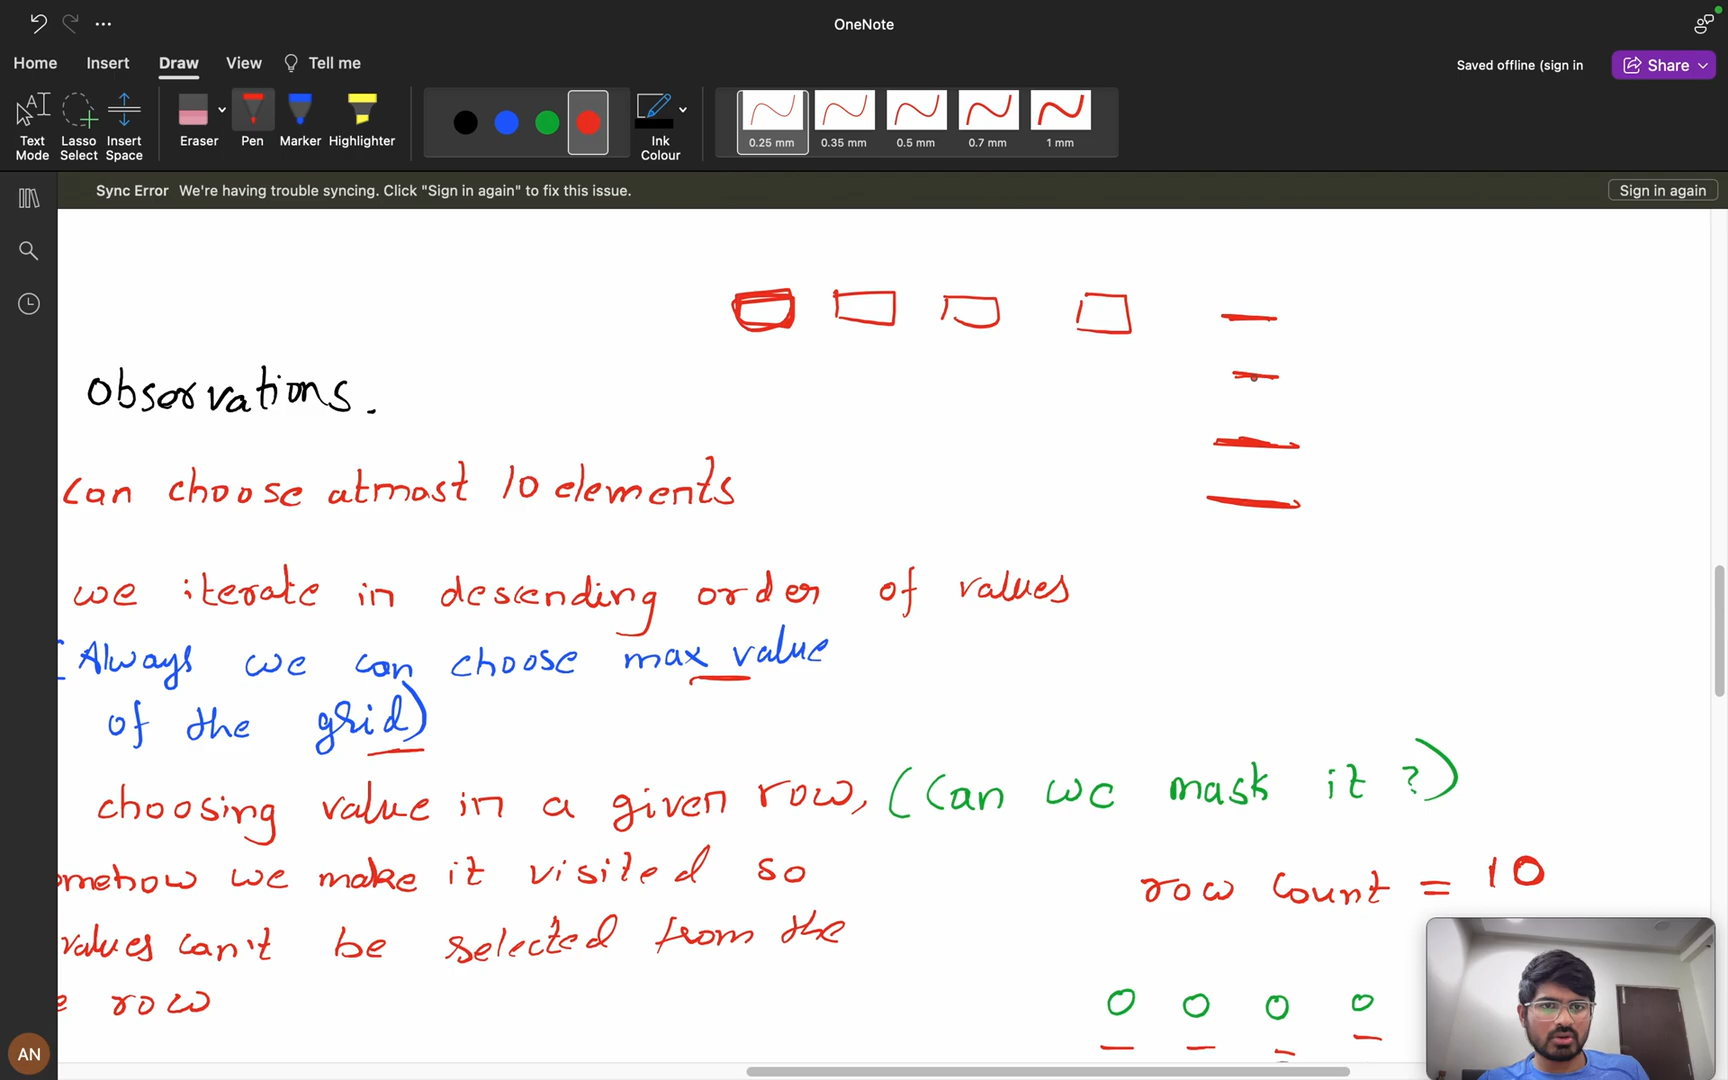 OneNote
Home Insert Draw View Tell me
Saved offline (sign in
Share
Text Mode
Lasso Select
Insert Space
Eraser
Pen
Marker
Highlighter
Ink Colour
0.25 mm
0.35 mm
0.5 mm
0.7 mm
1 mm
Sync Error We're having trouble syncing. Click "Sign in again" to fix this issue.
Sign in again
Observations.
can choose atmost 10 elements
we iterate in descending order of values
[Always we can choose max value
of the grid)
choosing value in a given row, (Can we mask it ?)
omehow we make it visited so
row count = 10
values can't be selected from the
e row
0 0 0 0
AN